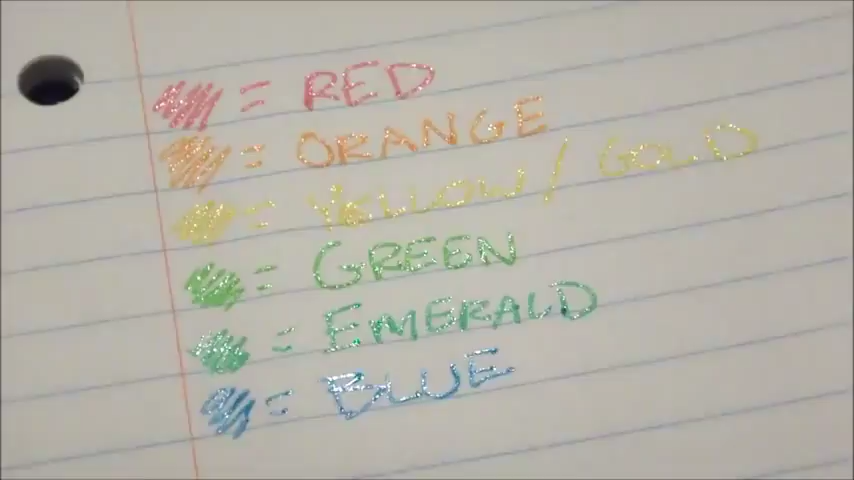 = RED
= ORANGE
= YELLOW / GOLD
= GREEN
= EMERALD
= BLUE